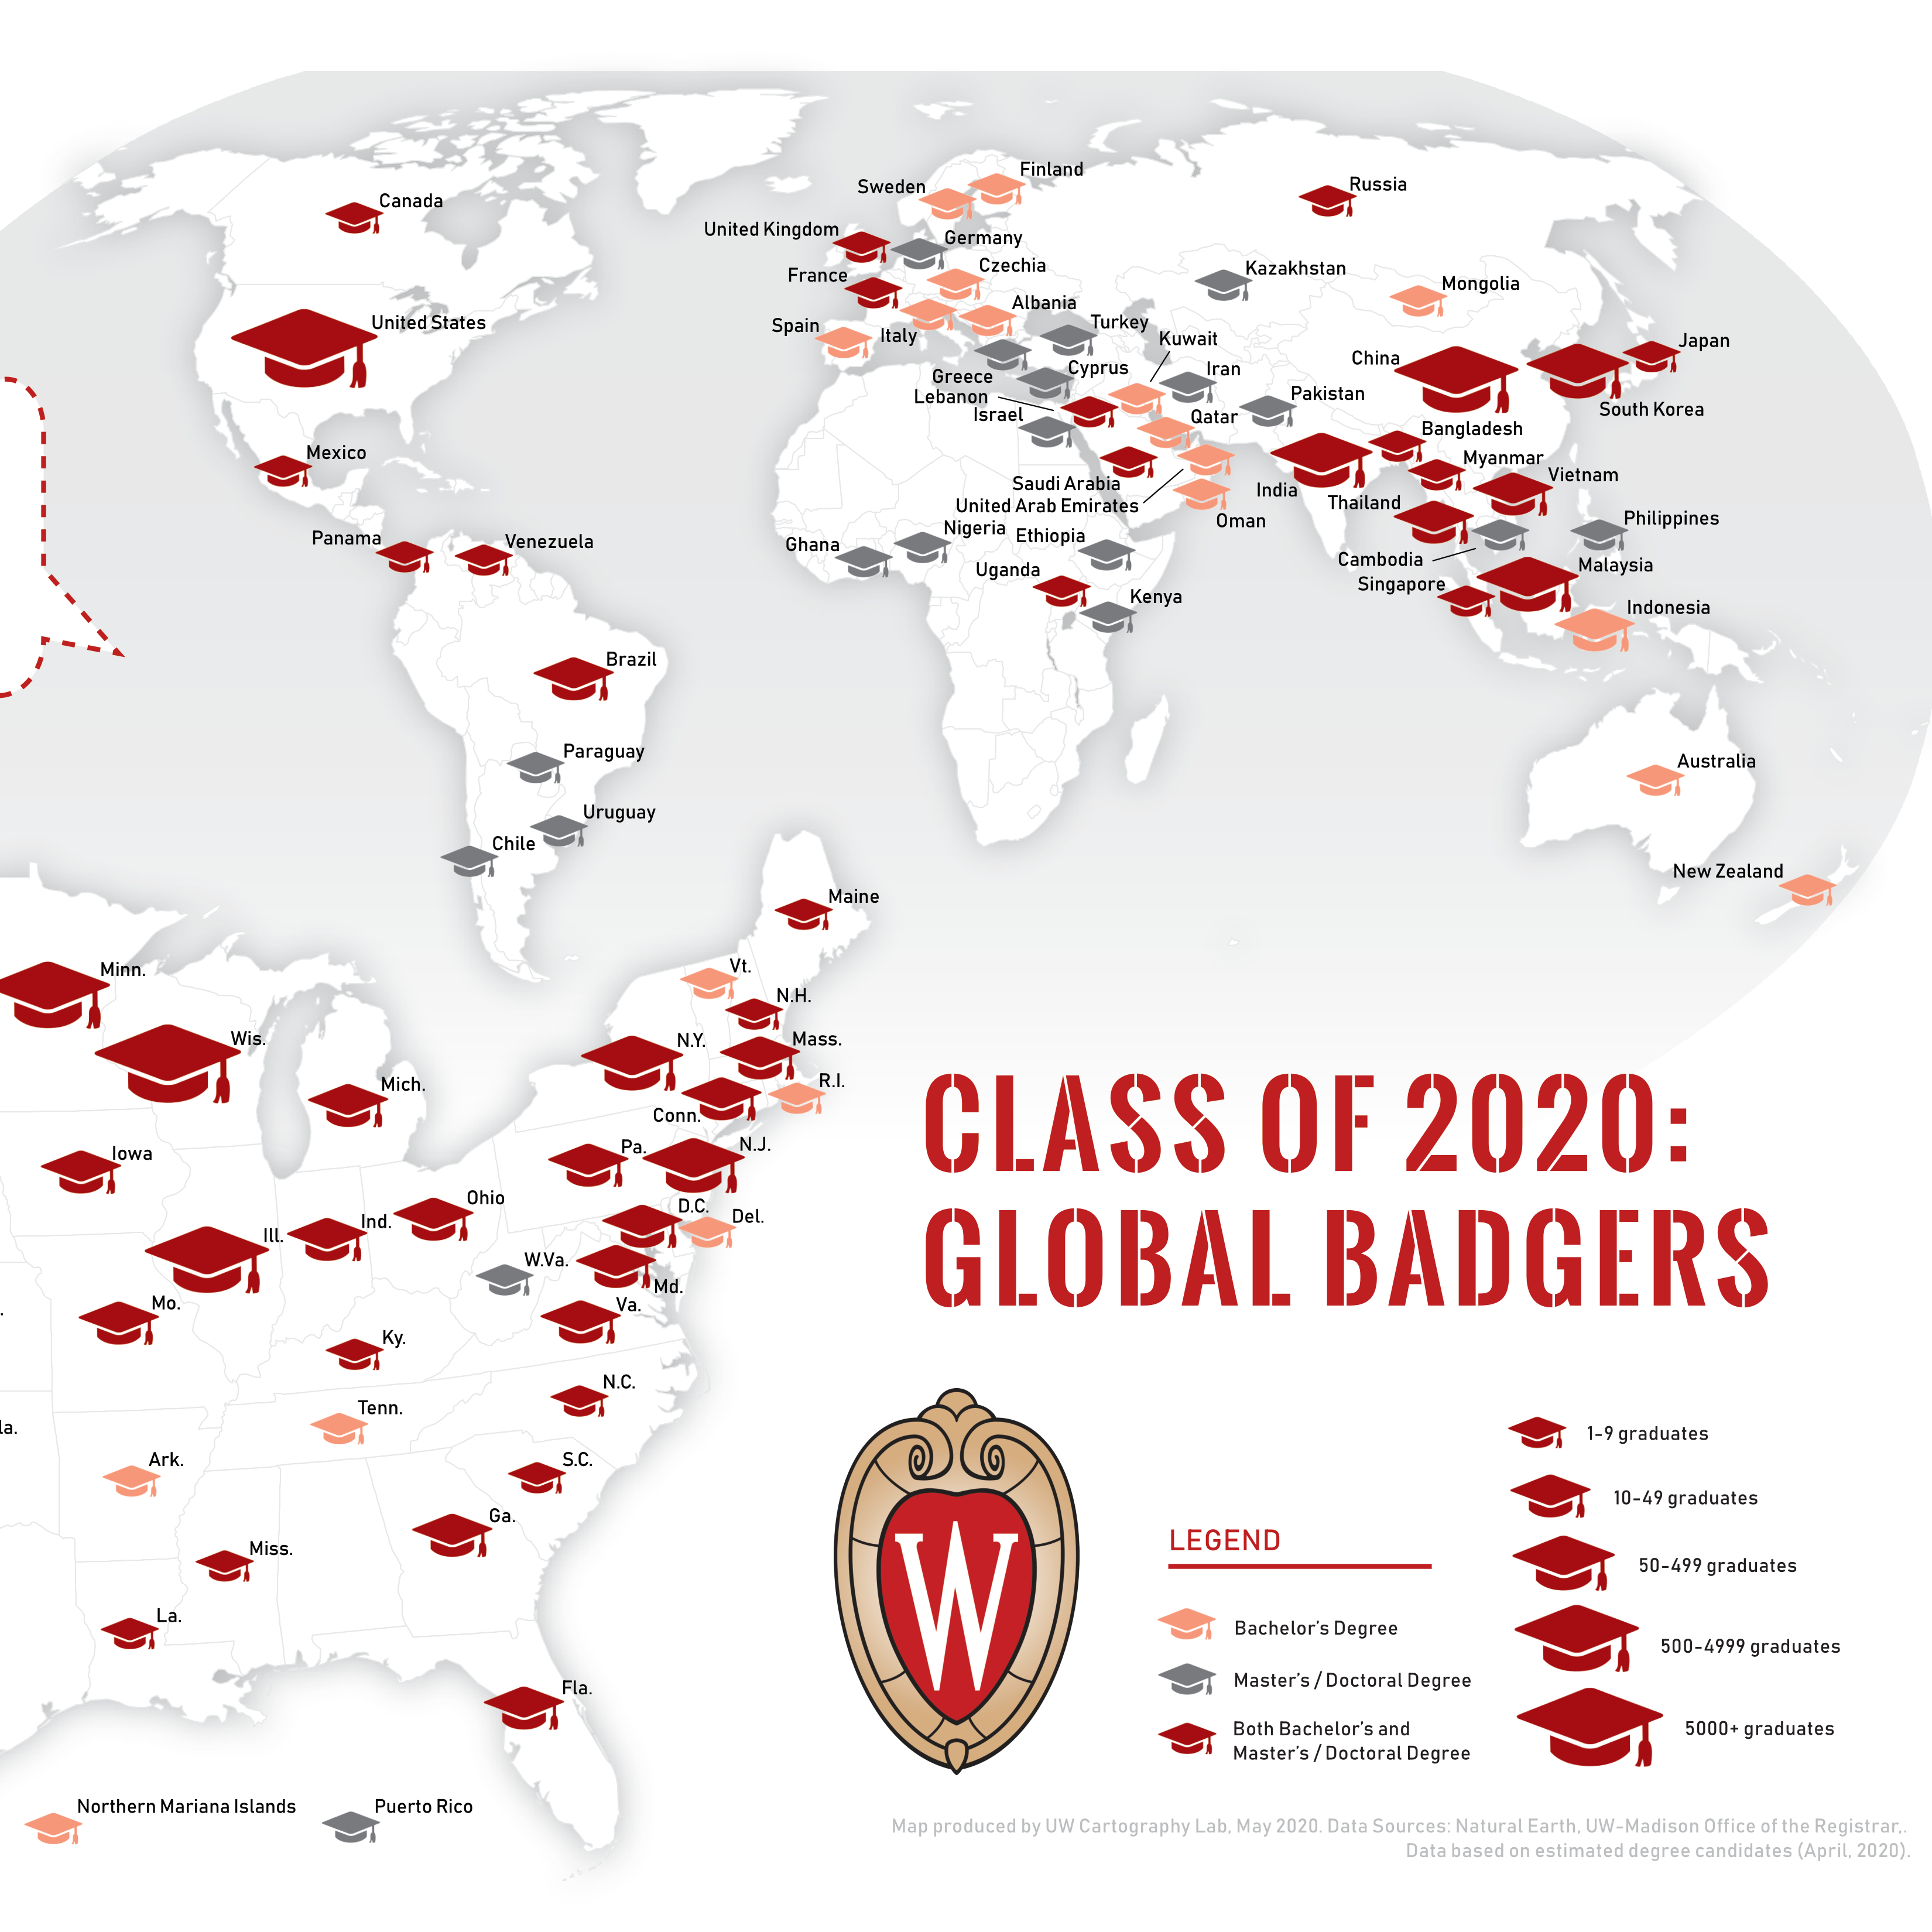 Canada
United States
Mexico
Panama
Venezuela
Brazil
Paraguay
Uruguay
Chile
Finland
Sweden
United Kingdom
Germany
France
Czechia
Albania
Spain
Italy
Turkey
Kuwait
Greece
Cyprus
Iran
Lebanon
Israel
Qatar
Pakistan
Saudi Arabia
United Arab Emirates
Oman
Nigeria
Ghana
Ethiopia
Uganda
Kenya
Russia
Kazakhstan
Mongolia
China
Japan
South Korea
Bangladesh
Myanmar
India
Vietnam
Thailand
Philippines
Cambodia
Malaysia
Singapore
Indonesia
Australia
New Zealand
Maine
Vt.
N.H.
Minn.
Wis.
N.Y.
Mass.
Mich.
R.I.
Conn.
Iowa
Pa.
N.J.
Ohio
D.C.
Del.
Ill.
Ind.
W.Va.
Md.
Mo.
Va.
Ky.
N.C.
Tenn.
la.
Ark.
S.C.
Ga.
Miss.
La.
Fla.
Northern Mariana Islands
Puerto Rico
CLASS OF 2020:
GLOBAL BADGERS
W
LEGEND
Bachelor's Degree
Master's / Doctoral Degree
Both Bachelor's and
Master's / Doctoral Degree
1-9 graduates
10-49 graduates
50-499 graduates
500-4999 graduates
5000+ graduates
Map produced by UW Cartography Lab, May 2020. Data Sources: Natural Earth, UW-Madison Office of the Registrar,.
Data based on estimated degree candidates (April, 2020).